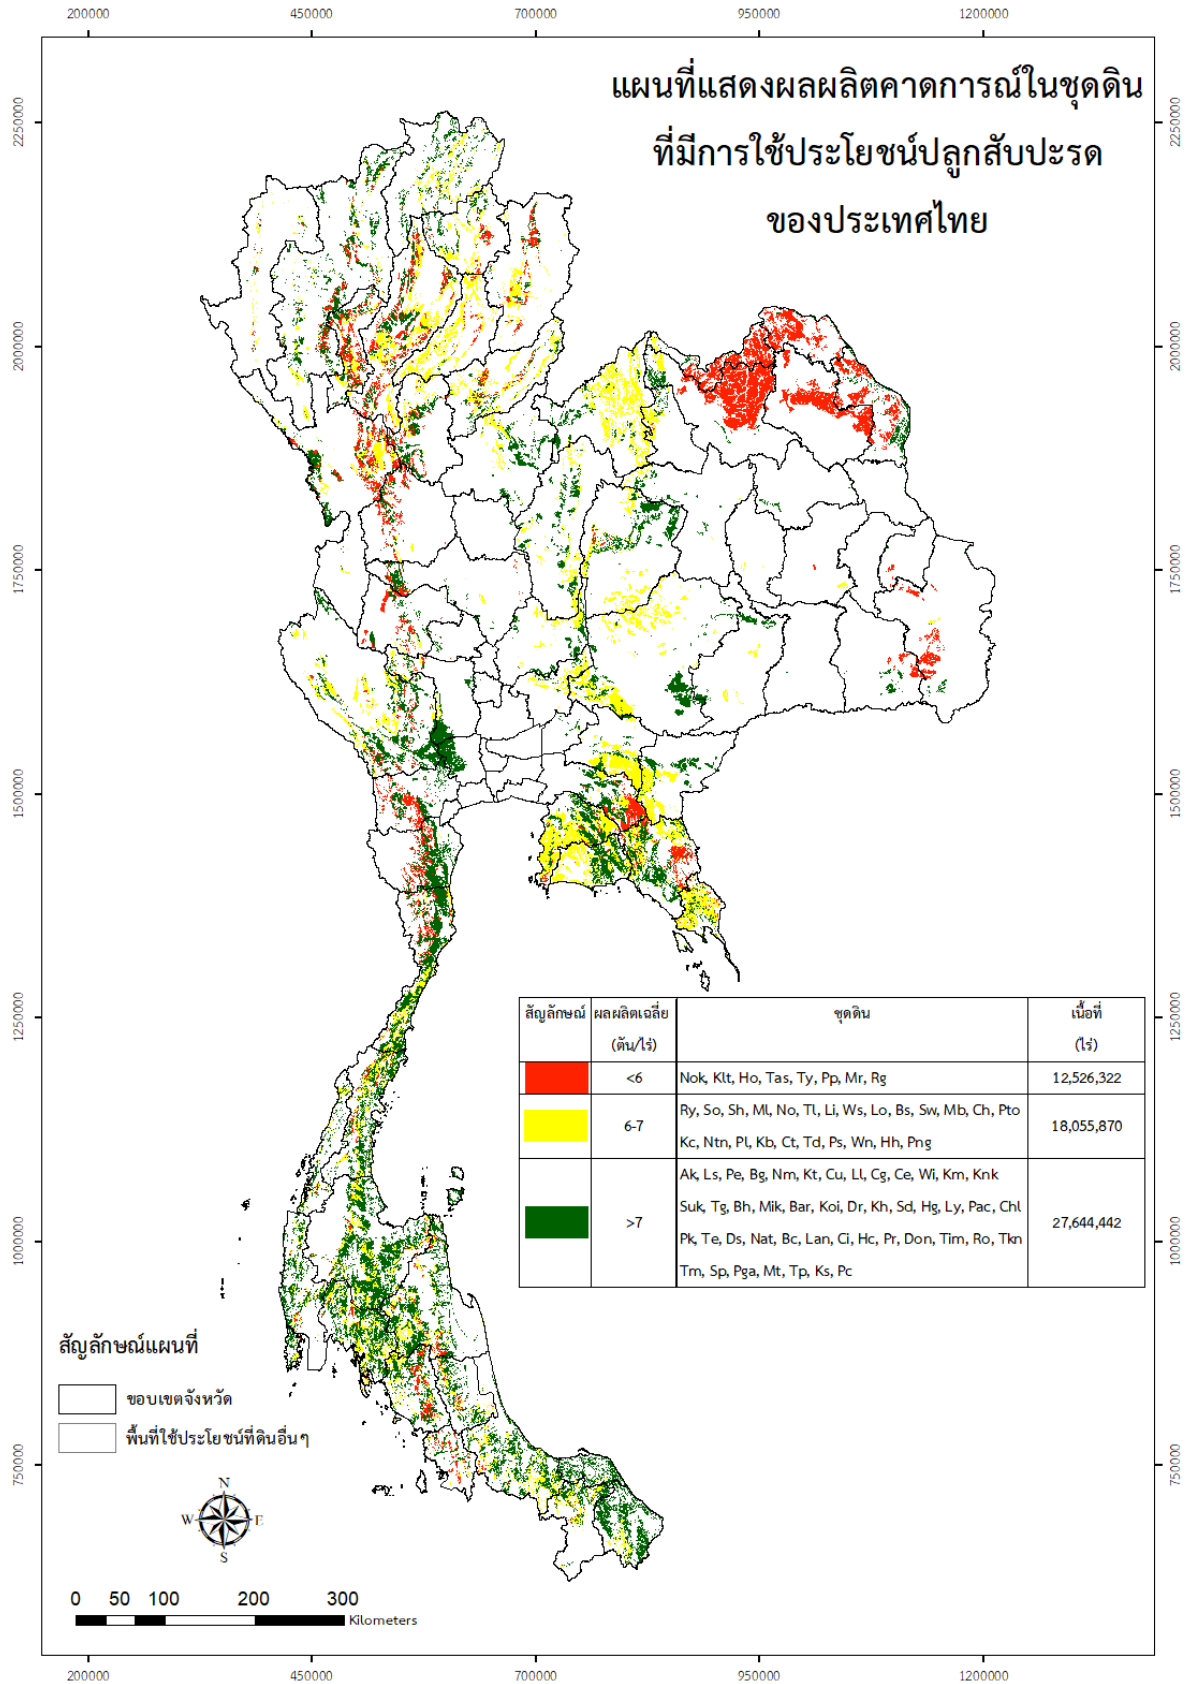 200000 450000 700000 950000 1200000
แผนที่แสดงผลผลิตคาดการณ์ในชุดดิน
ที่มีการใช้ประโยชน์ปลูกสับปะรด
ของประเทศไทย
2250000 2250000
2000000 2000000
1750000 1750000
1500000 1500000
1250000 1250000
1000000 1000000
750000 750000
สัญลักษณ์ ผลผลิตเฉลี่ย ชุดดิน เนื้อที่
(ตัน/ไร่) (ไร่)
<6 Nok, Klt, Ho, Tas, Ty, Pp, Mr, Rg 12,526,322
Ry, So, Sh, Ml, No, Tl, Li, Ws, Lo, Bs, Sw, Mb, Ch, Pto
6-7 18,055,870
Kc, Ntn, Pl, Kb, Ct, Td, Ps, Wn, Hh, Png
Ak, Ls, Pe, Bg, Nm, Kt, Cu, Ll, Cg, Ce, Wi, Km, Knk
Suk, Tg, Bh, Mik, Bar, Koi, Dr, Kh, Sd, Hg, Ly, Pac, Chl
>7 27,644,442
Pk, Te, Ds, Nat, Bc, Lan, Ci, Hc, Pr, Don, Tim, Ro, Tkn
Tm, Sp, Pga, Mt, Tp, Ks, Pc
สัญลักษณ์แผนที่
ขอบเขตจังหวัด
พื้นที่ใช้ประโยชน์ที่ดินอื่นๆ
N
W E
S
0 50 100 200 300
Kilometers
200000 450000 700000 950000 1200000